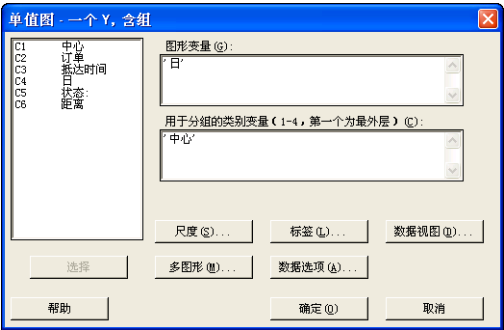 单值图 - 一个 Y, 含组
C1 中心
C2 订单
C3 抵达时间
C4 日
C5 状态:
C6 距离
图形变量(G):
'日'
用于分组的类别变量(1-4,第一个为最外层)(C):
'中心'
尺度(S)... 标签(L)... 数据视图(D)...
选择 多图形(M)... 数据选项(A)...
帮助 确定(O) 取消